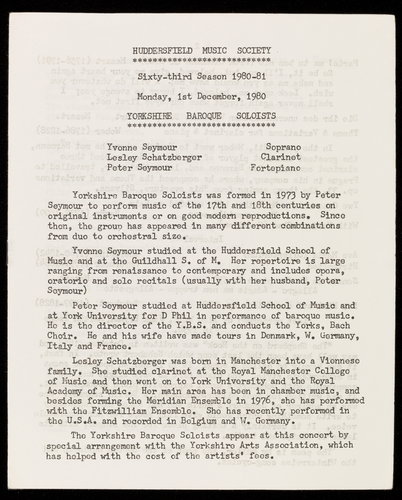 HUDDERSFIELD MUSIC SOCIETY
*************************
Sixty-third Season 1980-81
Monday, 1st December, 1980
YORKSHIRE BAROQUE SOLOISTS
***************************
Yvonne Seymour Soprano
Lesley Schatzberger Clarinet
Peter Seymour Fortepiano
Yorkshire Baroque Soloists was formed in 1973 by Peter
Seymour to perform music of the 17th and 18th centuries on
original instruments or on good modern reproductions. Since
then, the group has appeared in many different combinations
from duo to orchestral size.
Yvonne Seymour studied at the Huddersfield School of
Music and at the Guildhall S. of M. Her repertoire is large
ranging from renaissance to contemporary and includes opera,
oratorio and solo recitals (usually with her husband, Peter
Seymour)
Peter Seymour studied at Huddersfield School of Music and
at York University for D Phil in performance of baroque music.
He is the director of the Y.B.S. and conducts the Yorks, Bach
Choir. He and his wife have made tours in Denmark, W. Germany,
Italy and France.
Lesley Schatzberger was born in Manchester into a Viennese
family. She studied clarinet at the Royal Manchester College
of Music and then went on to York University and the Royal
Academy of Music. Her main area has been in chamber music, and
besides forming the Meridian Ensemble in 1976, she has performed
with the Fitzwilliam Ensemble. She has recently performed in
the U.S.A. and recorded in Belgium and W. Germany.
The Yorkshire Baroque Soloists appear at this concert by
special arrangement with the Yorkshire Arts Association, which
has helped with the cost of the artists' fees.